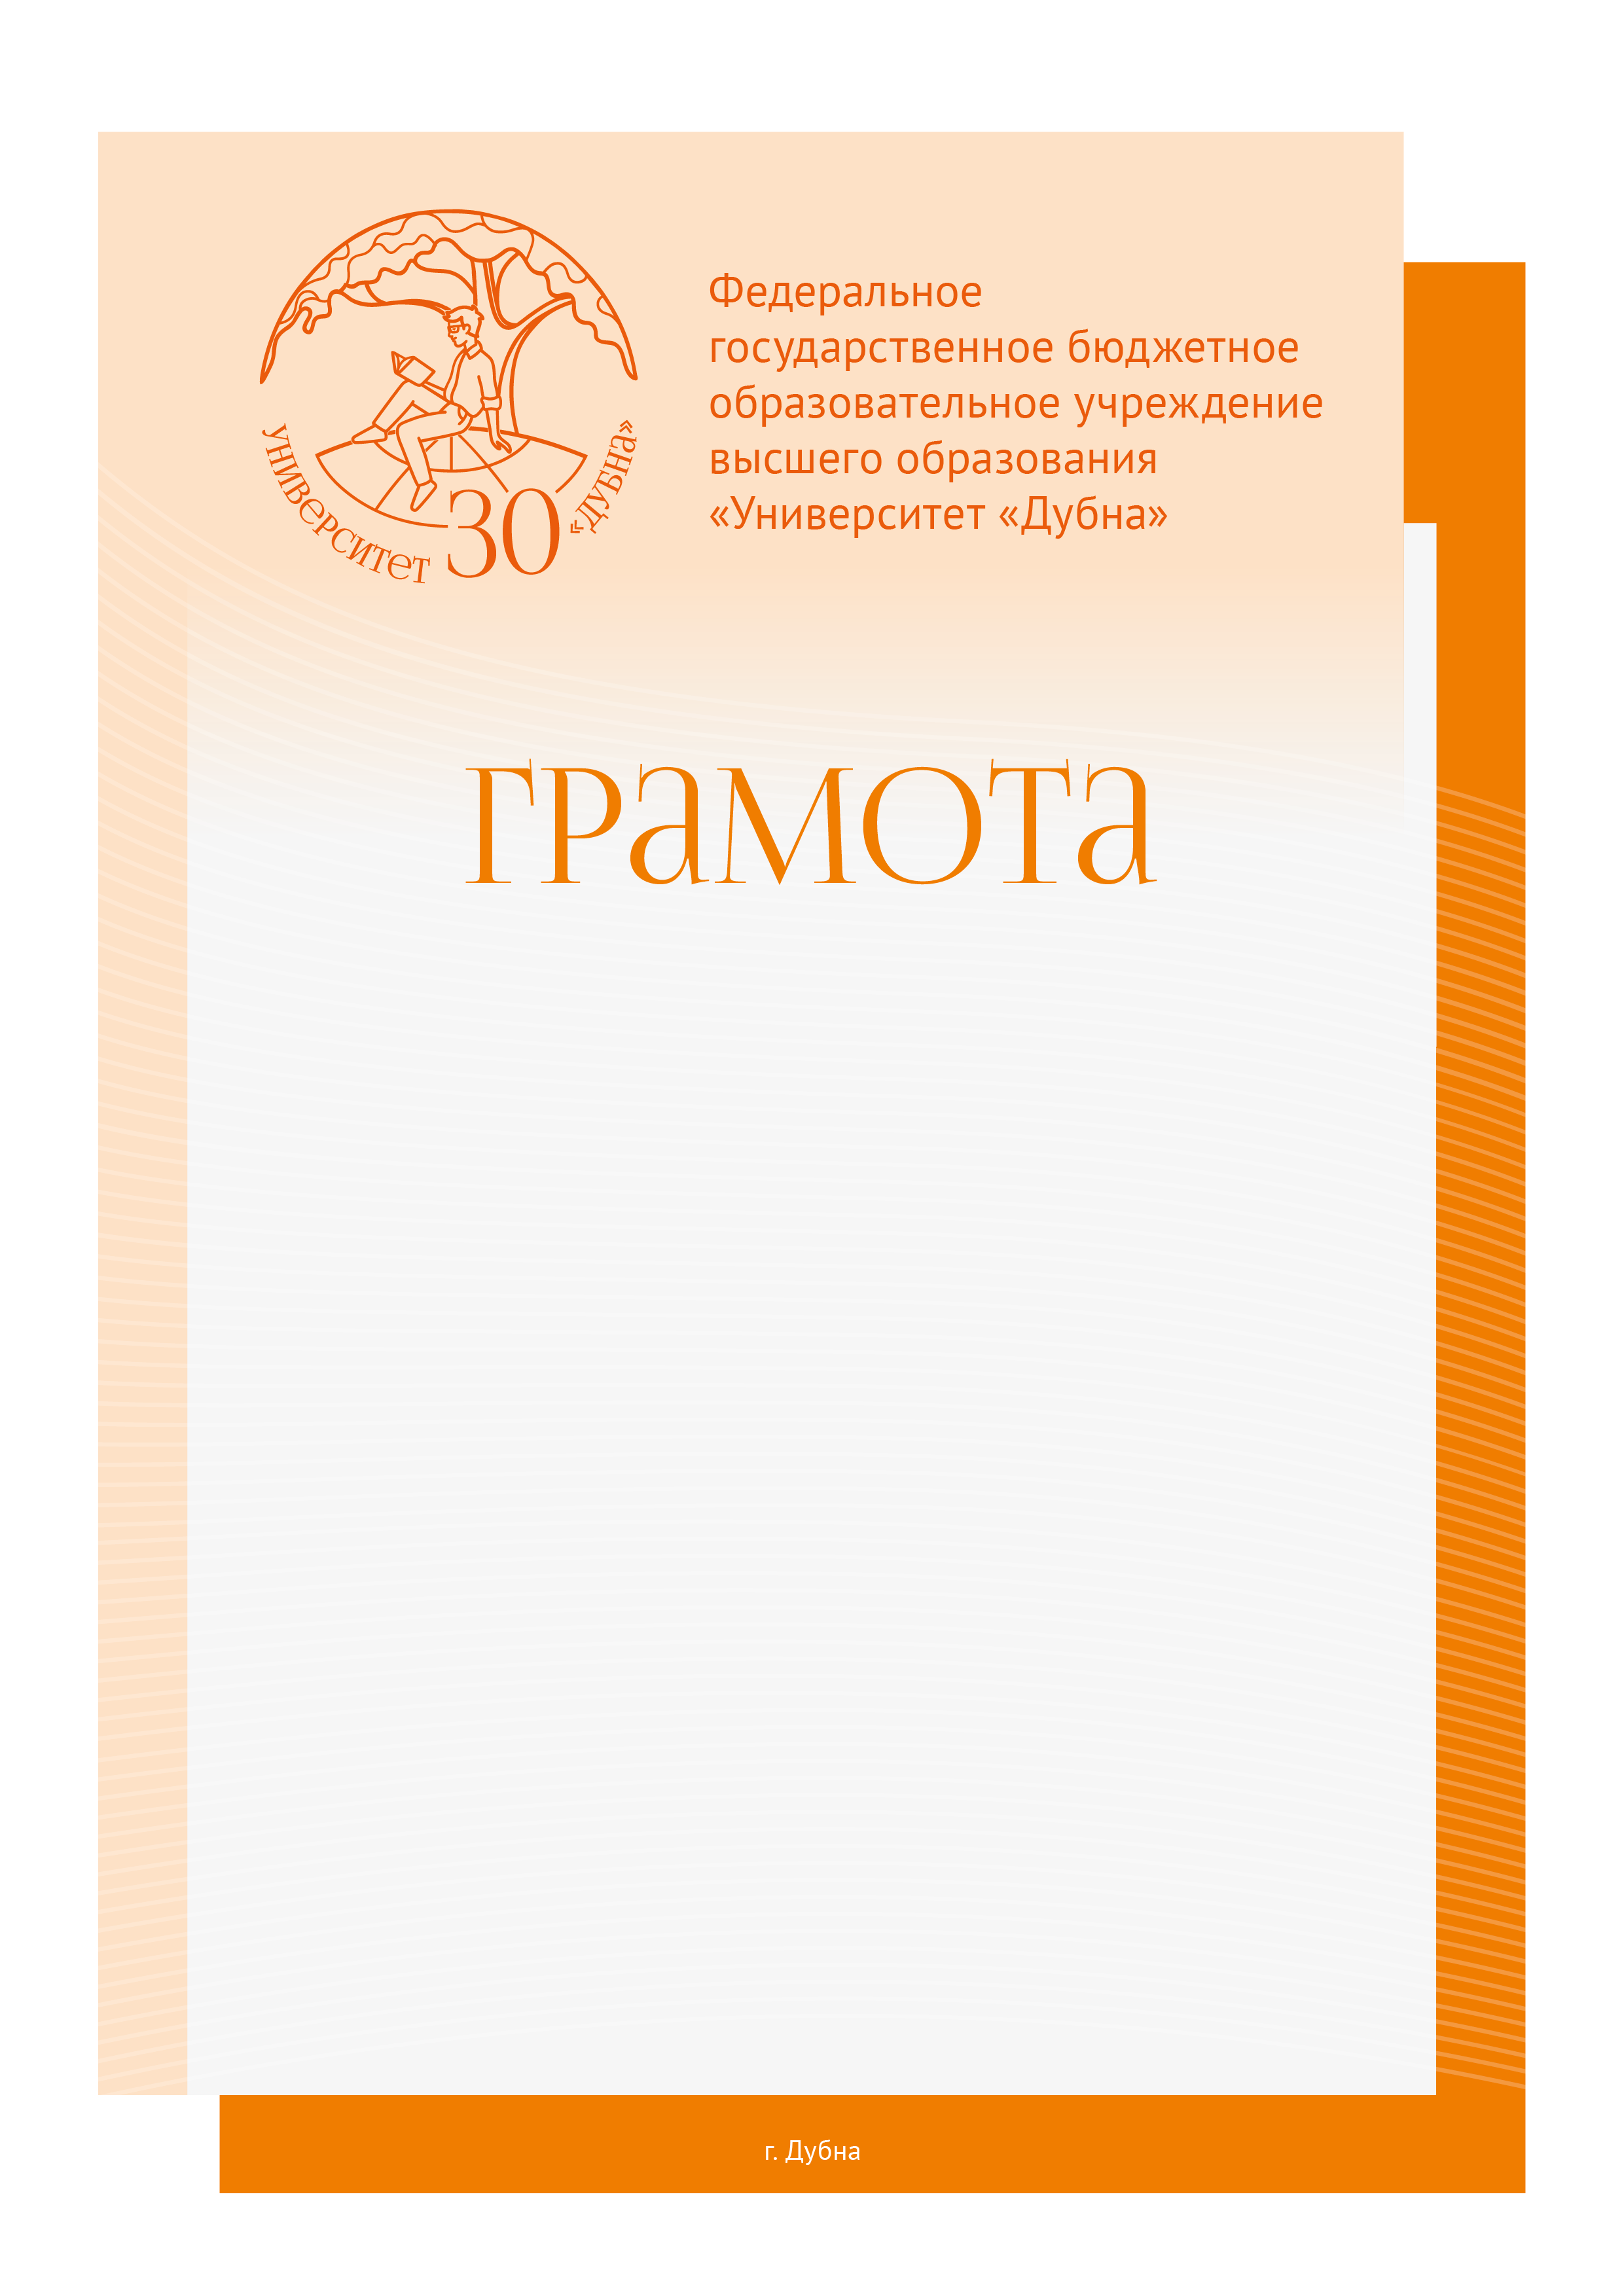 университет 30 «Дубна»
Федеральное
государственное бюджетное
образовательное учреждение
высшего образования
«Университет «Дубна»
грамота
г. Дубна